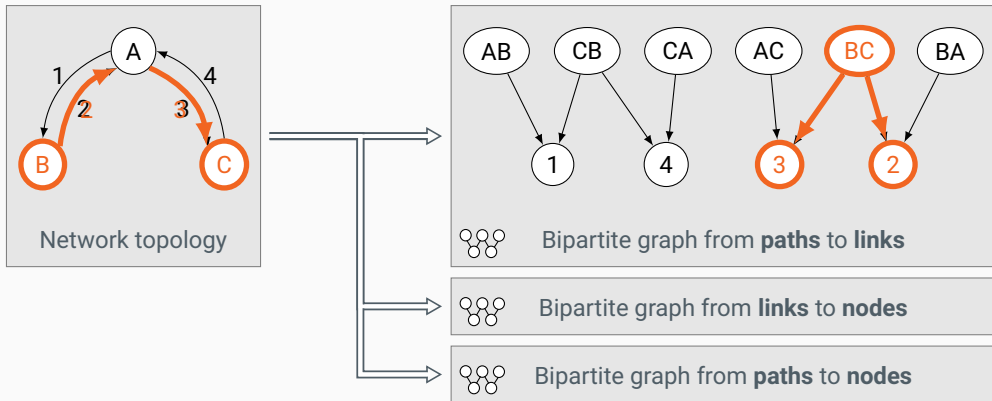 A
1
4
2
3
B
C
Network topology
AB
CB
CA
AC
BC
BA
1
4
3
2
Bipartite graph from paths to links
Bipartite graph from links to nodes
Bipartite graph from paths to nodes